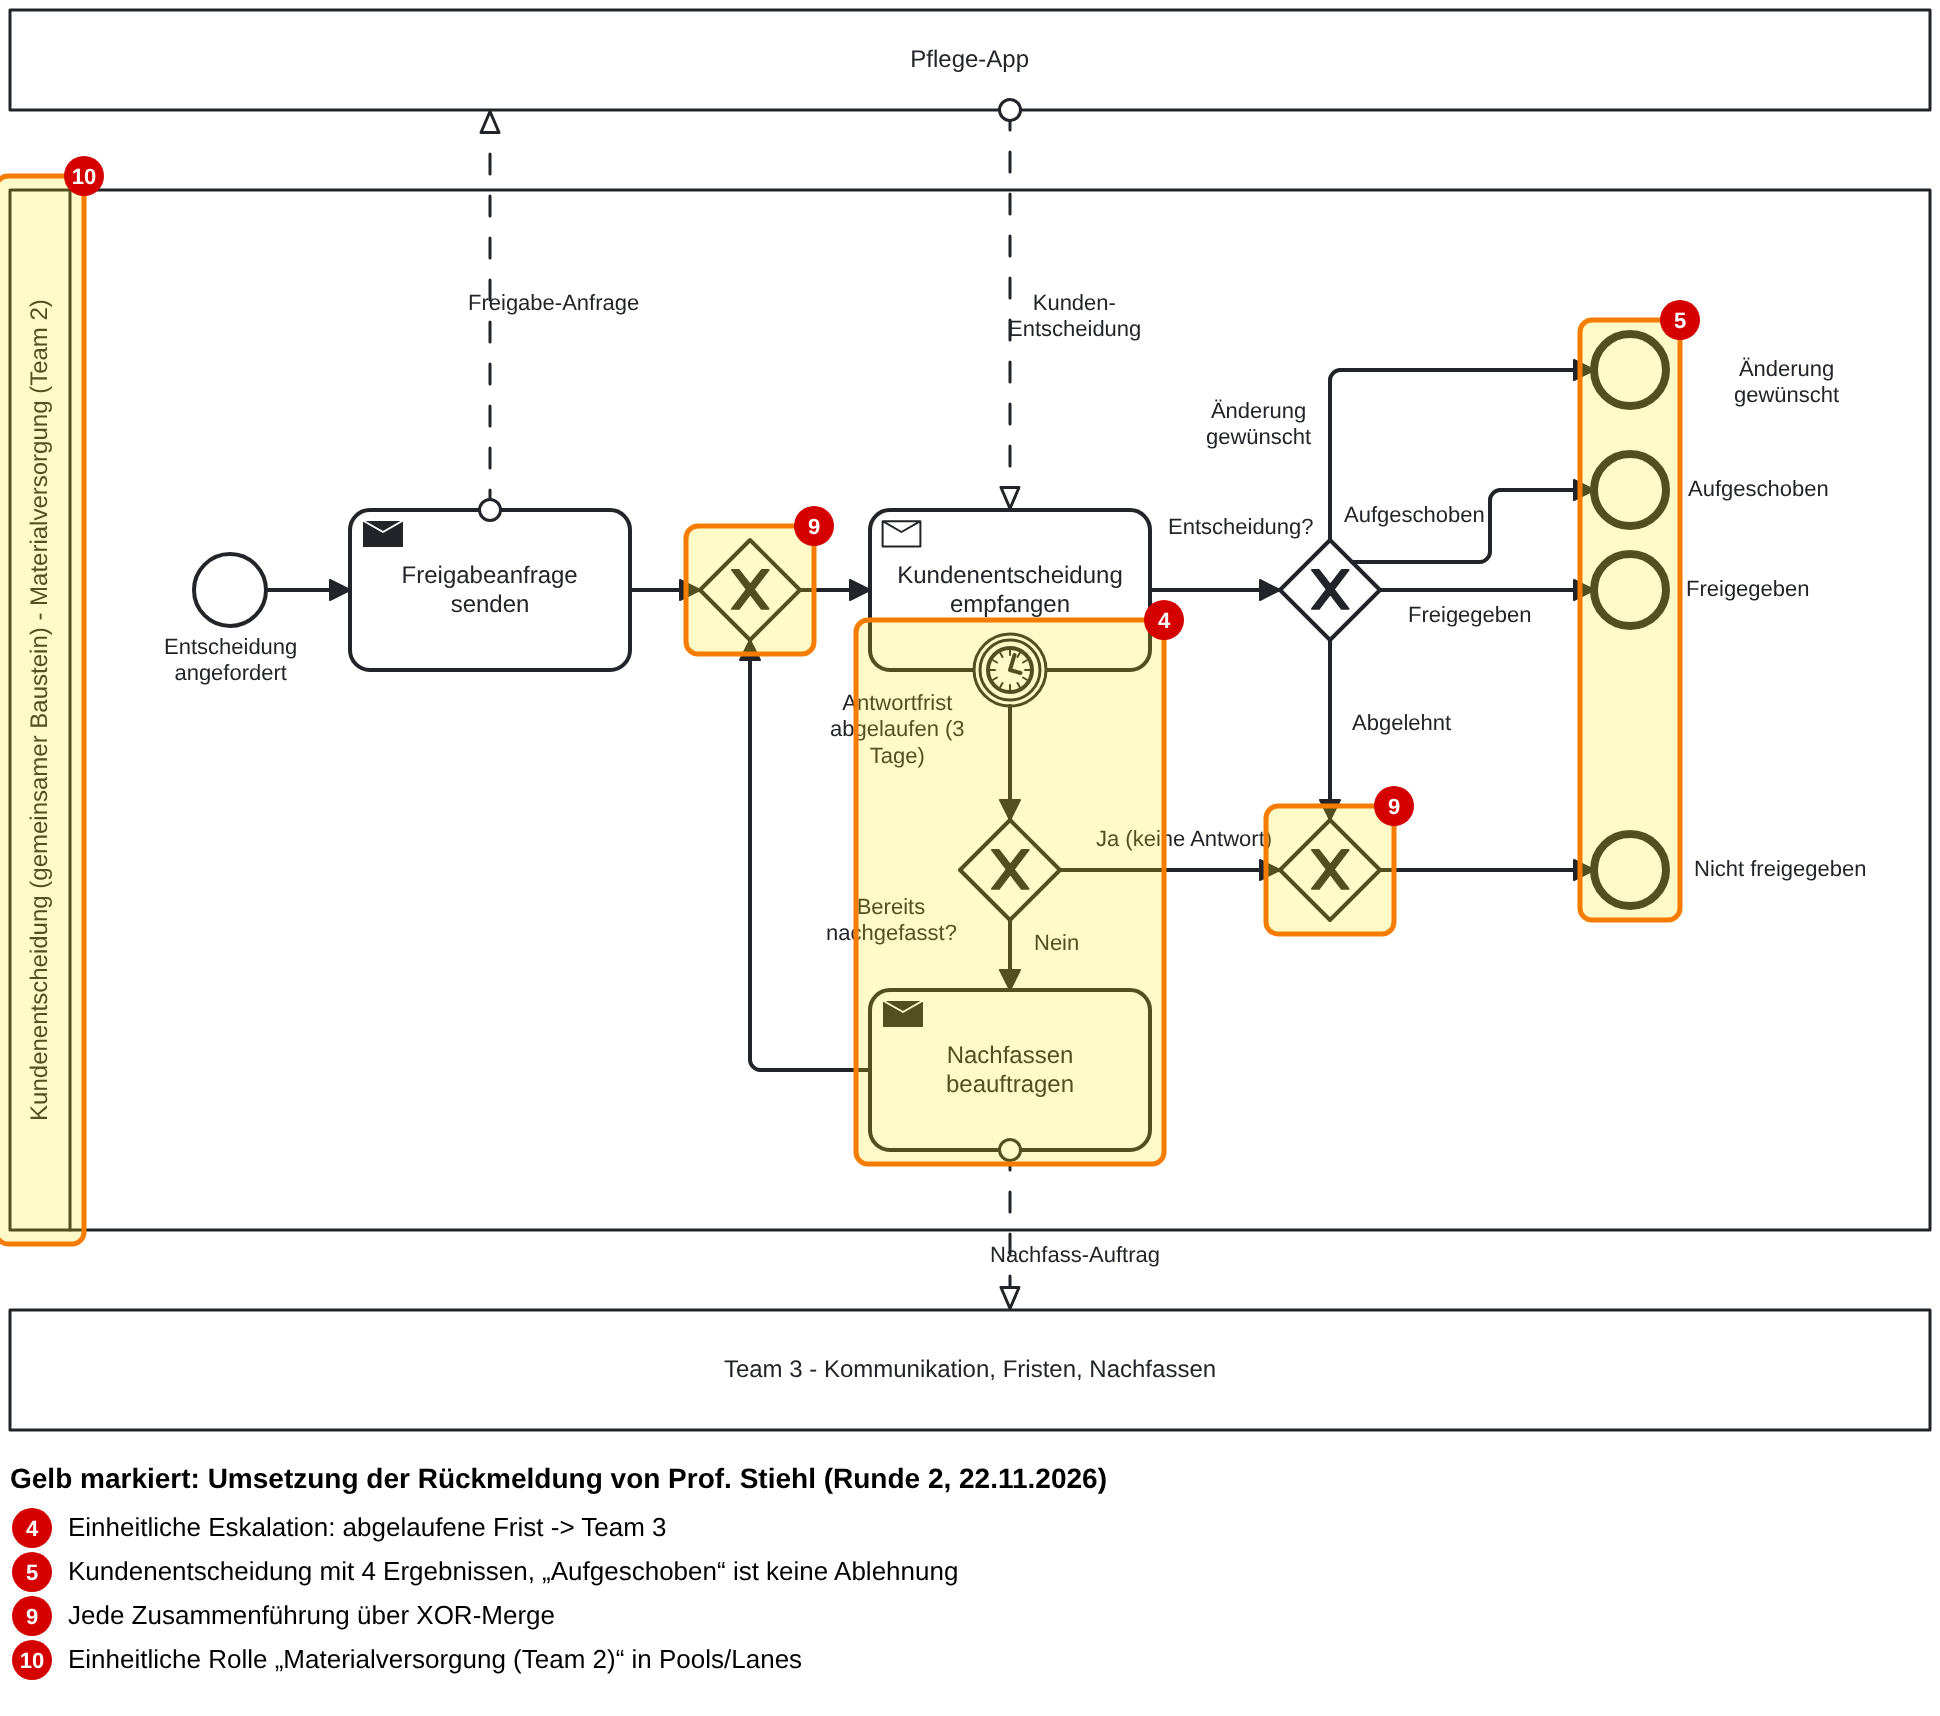 Pflege-App
10
Kundenentscheidung (gemeinsamer Baustein) - Materialversorgung (Team 2)
Freigabe-Anfrage
Kunden-
Entscheidung
5
Änderung
gewünscht
Änderung
gewünscht
Aufgeschoben
Aufgeschoben
Entscheidung?
9
Freigabeanfrage
senden
X
Kundenentscheidung
empfangen
X
Freigegeben
Freigegeben
4
Entscheidung
angefordert
Antwortfrist
abgelaufen (3
Tage)
Abgelehnt
9
Ja (keine Antwort)
X
X
Nicht freigegeben
Bereits
nachgefasst?
Nein
Nachfassen
beauftragen
Nachfass-Auftrag
Team 3 - Kommunikation, Fristen, Nachfassen
Gelb markiert: Umsetzung der Rückmeldung von Prof. Stiehl (Runde 2, 22.11.2026)
4 Einheitliche Eskalation: abgelaufene Frist -> Team 3
5 Kundenentscheidung mit 4 Ergebnissen, „Aufgeschoben“ ist keine Ablehnung
9 Jede Zusammenführung über XOR-Merge
10 Einheitliche Rolle „Materialversorgung (Team 2)“ in Pools/Lanes